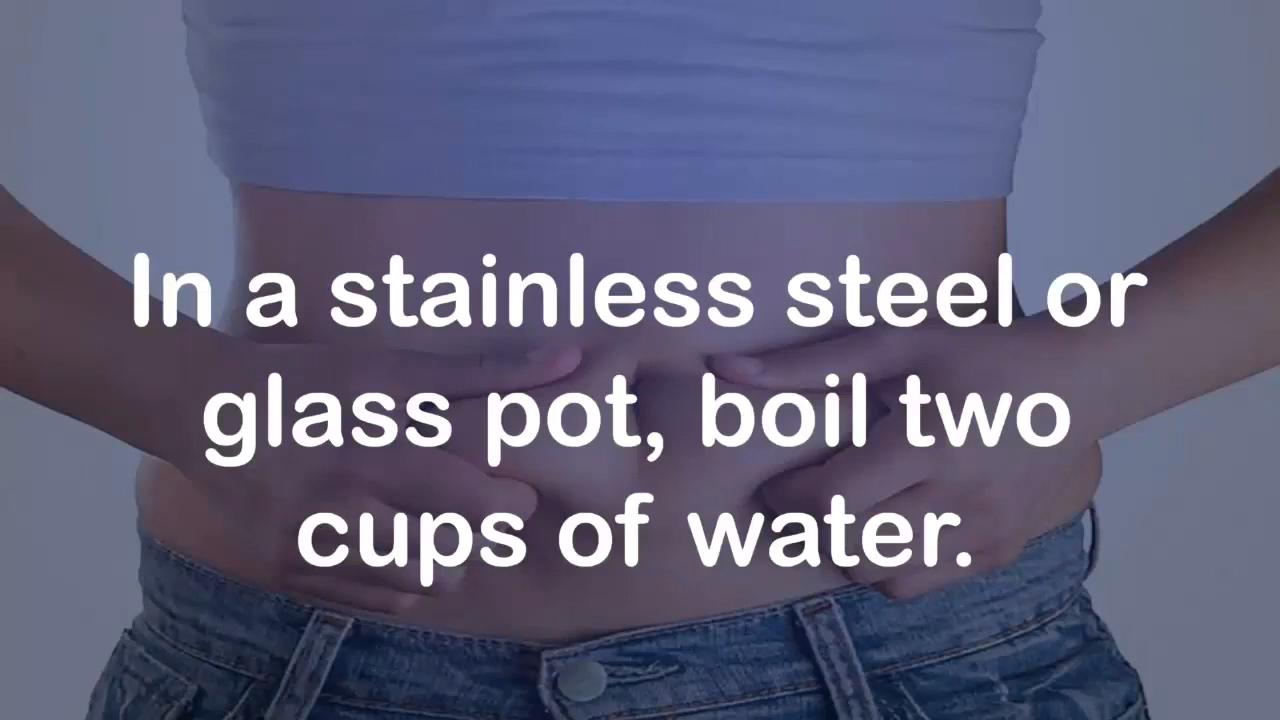 In a stainless steel or
glass pot, boil two
cups of water.